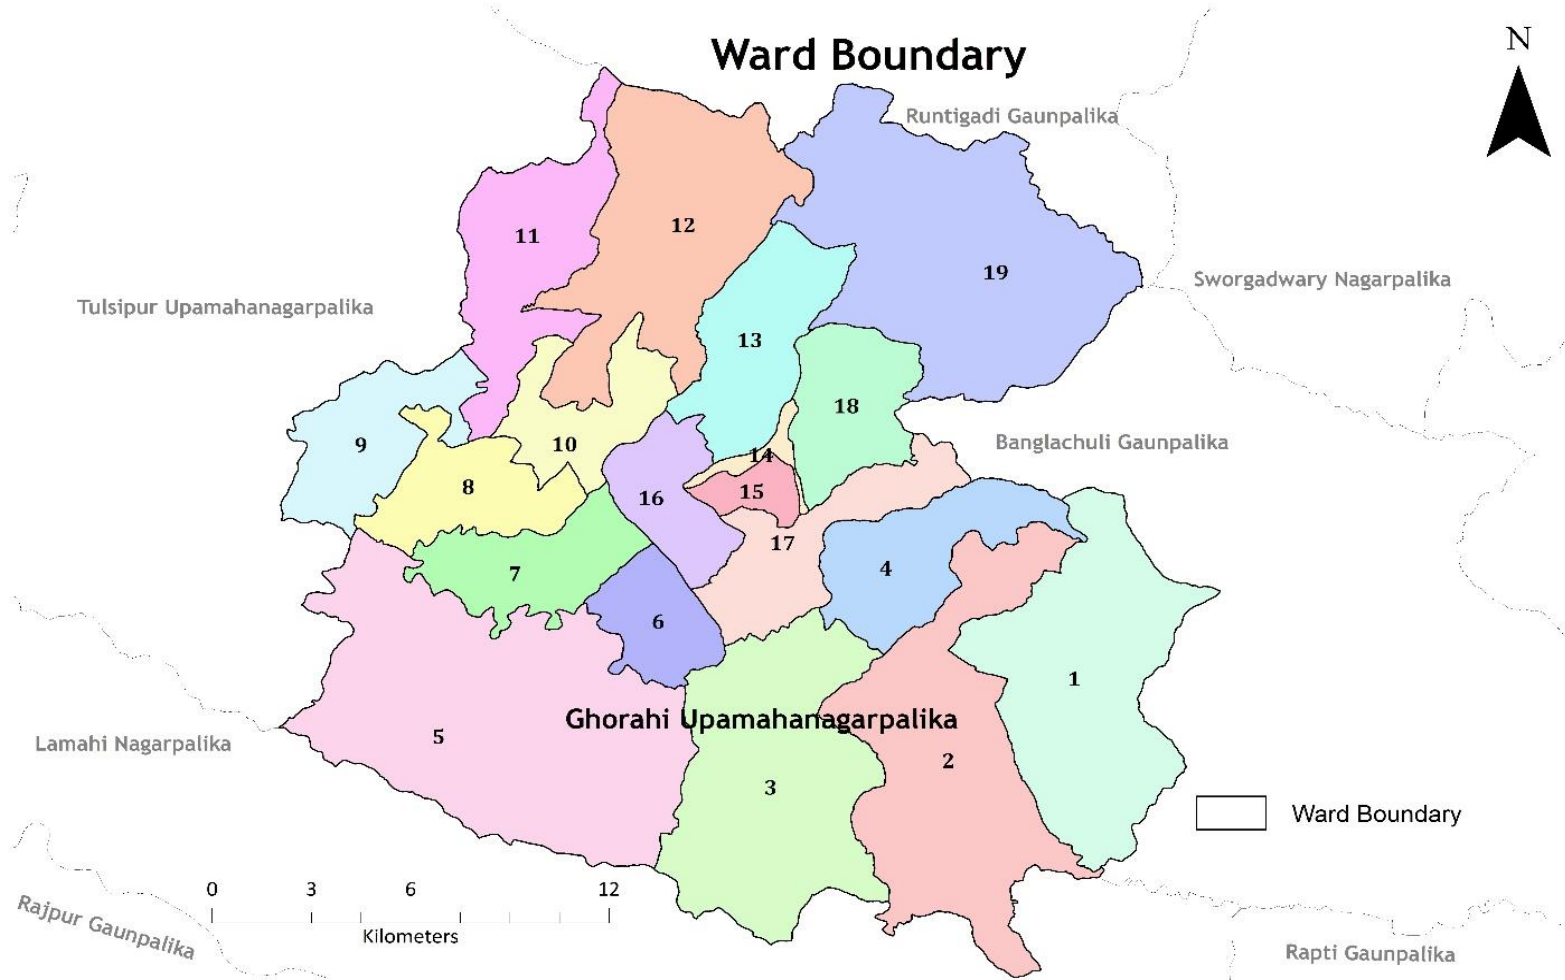 Ward Boundary
N
Runtigadi Gaunpalika
12
11
19
Sworgadwary Nagarpalika
Tulsipur Upamahanagarpalika
13
18
9
10
Banglachuli Gaunpalika
14
8
15
16
17
4
7
6
1
Ghorahi Upamahanagarpalika
5
Lamahi Nagarpalika
2
3
Ward Boundary
0 3 6 12
Kilometers
Rajpur Gaunpalika
Rapti Gaunpalika